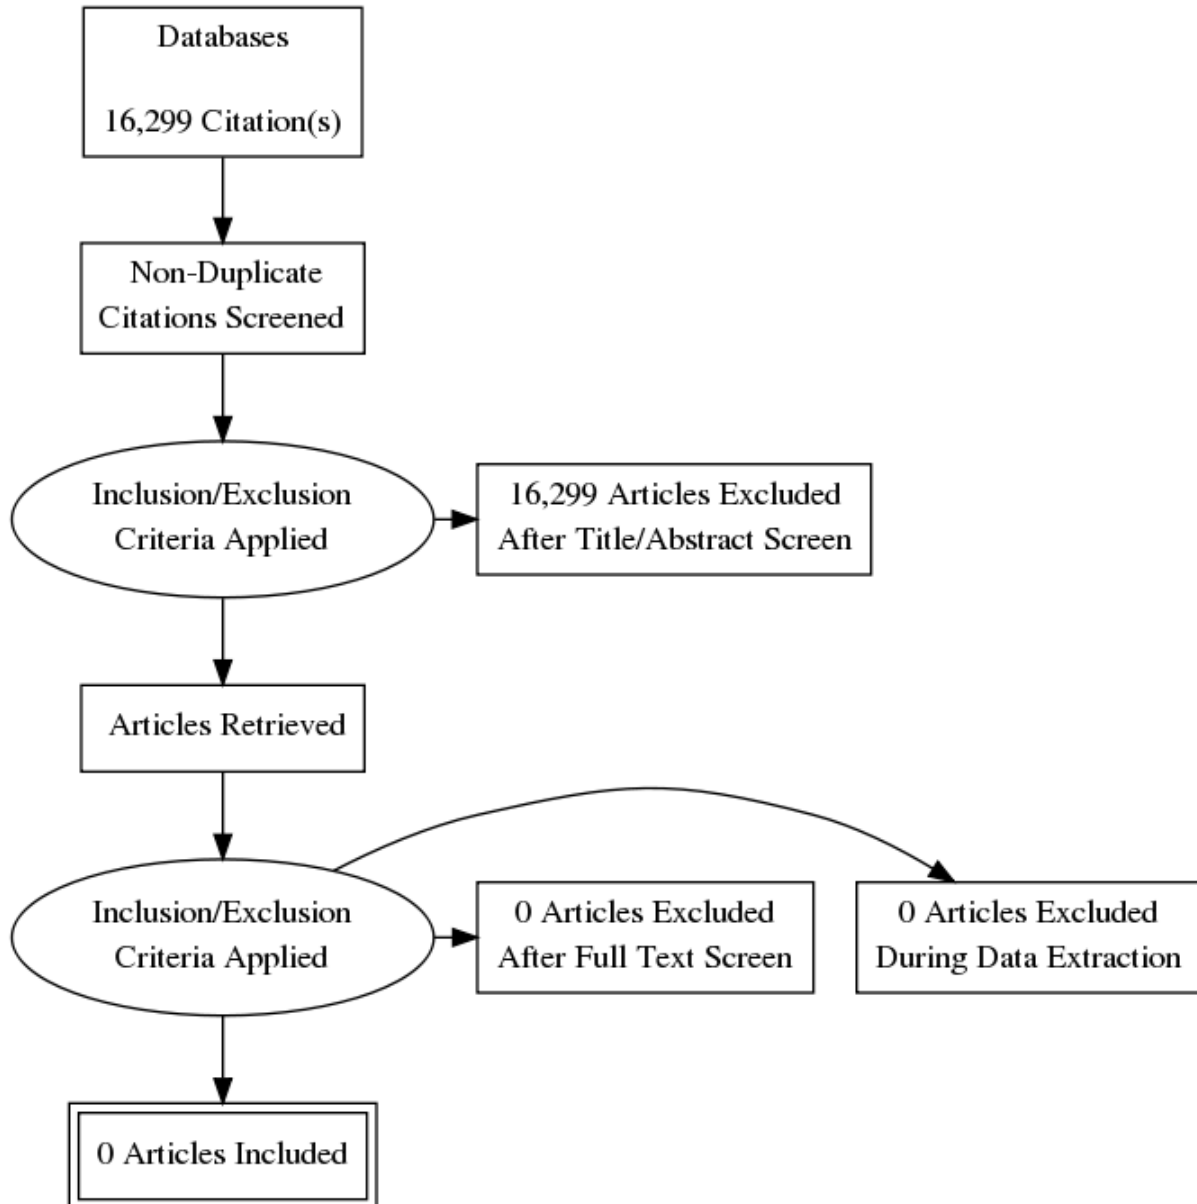 Databases
16,299 Citation(s)
Non-Duplicate
Citations Screened
Inclusion/Exclusion
Criteria Applied
16,299 Articles Excluded
After Title/Abstract Screen
Articles Retrieved
Inclusion/Exclusion
Criteria Applied
0 Articles Excluded
After Full Text Screen
0 Articles Excluded
During Data Extraction
0 Articles Included